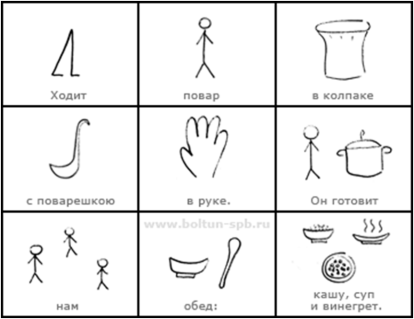 Ходит
повар
в колпаке
с поварешкою
в руке.
Он готовит
www.boltun-spb.ru
нам
обед:
кашу, суп
и винегрет.